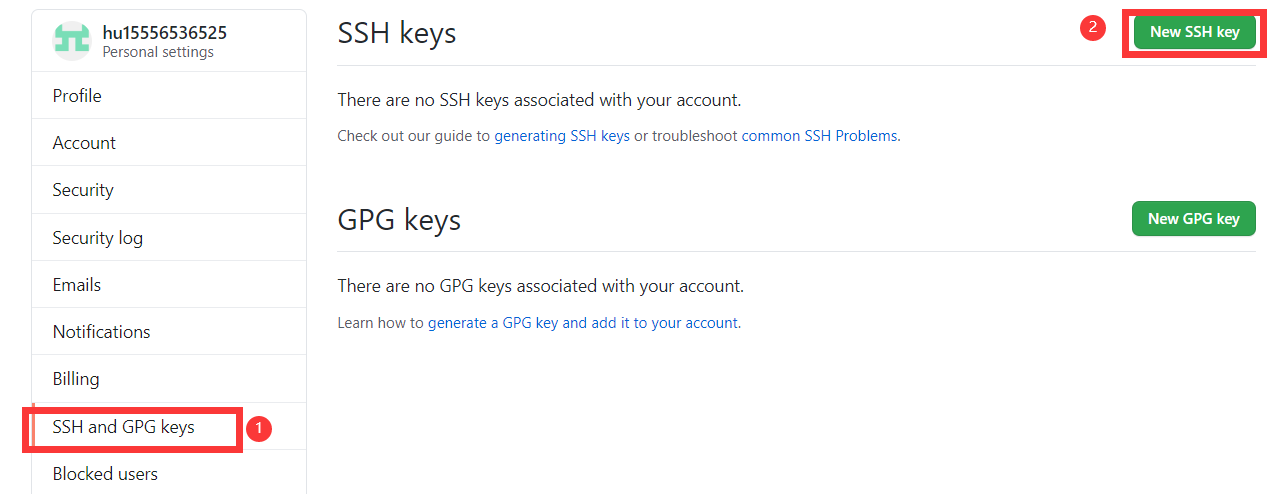 hu15556536525
Personal settings
Profile
Account
Security
Security log
Emails
Notifications
Billing
SSH and GPG keys
1
Blocked users
SSH keys
2
New SSH key
There are no SSH keys associated with your account.
Check out our guide to generating SSH keys or troubleshoot common SSH Problems.
GPG keys
New GPG key
There are no GPG keys associated with your account.
Learn how to generate a GPG key and add it to your account.